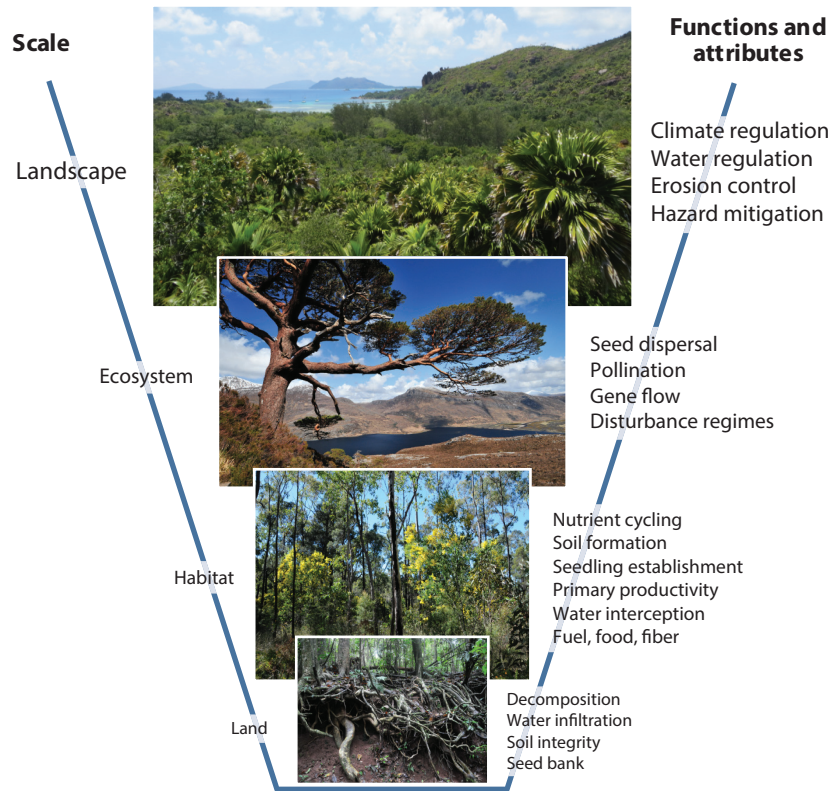 Scale
Functions and
attributes
Landscape
Climate regulation
Water regulation
Erosion control
Hazard mitigation
Ecosystem
Seed dispersal
Pollination
Gene flow
Disturbance regimes
Habitat
Nutrient cycling
Soil formation
Seedling establishment
Primary productivity
Water interception
Fuel, food, fiber
Land
Decomposition
Water infiltration
Soil integrity
Seed bank